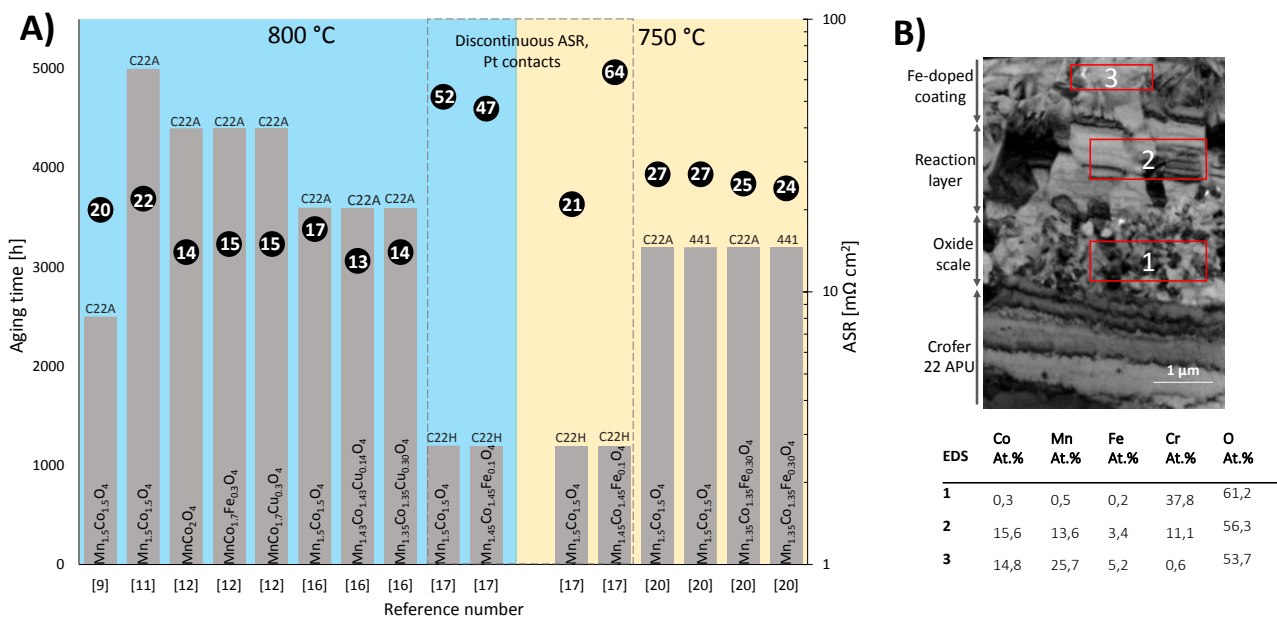 A)
800 °C
750 °C
Discontinuous ASR,
Pt contacts
Aging time [h]
5000
4000
3000
2000
1000
0
ASR [mΩ cm²]
100
10
1
C22A
C22A
C22A
C22A
C22A
C22A
C22A
C22A
C22H
C22H
C22H
C22H
C22A
441
C22A
441
20
22
14
15
15
17
13
14
52
47
21
64
27
27
25
24
Mn₁.₅Co₁.₅O₄
Mn₁.₅Co₁.₅O₄
MnCo₂O₄
MnCo₁.₇Fe₀.₃O₄
MnCo₁.₇Cu₀.₃O₄
Mn₁.₅Co₁.₅O₄
Mn₁.₄₃Co₁.₄₃Cu₀.₁₄O₄
Mn₁.₃₅Co₁.₃₅Cu₀.₃₀O₄
Mn₁.₅Co₁.₅O₄
Mn₁.₄₅Co₁.₄₅Fe₀.₁O₄
Mn₁.₅Co₁.₅O₄
Mn₁.₄₅Co₁.₄₅Fe₀.₁O₄
Mn₁.₅Co₁.₅O₄
Mn₁.₅Co₁.₅O₄
Mn₁.₃₅Co₁.₃₅Fe₀.₃₀O₄
Mn₁.₃₅Co₁.₃₅Fe₀.₃₀O₄
[9] [11] [12] [12] [12] [16] [16] [16] [17] [17] [17] [17] [20] [20] [20] [20]
Reference number
B)
Fe-doped
coating
Reaction
layer
Oxide
scale
Crofer
22 APU
3
2
1
1 µm
EDS Co At.% Mn At.% Fe At.% Cr At.% O At.%
1 0,3 0,5 0,2 37,8 61,2
2 15,6 13,6 3,4 11,1 56,3
3 14,8 25,7 5,2 0,6 53,7